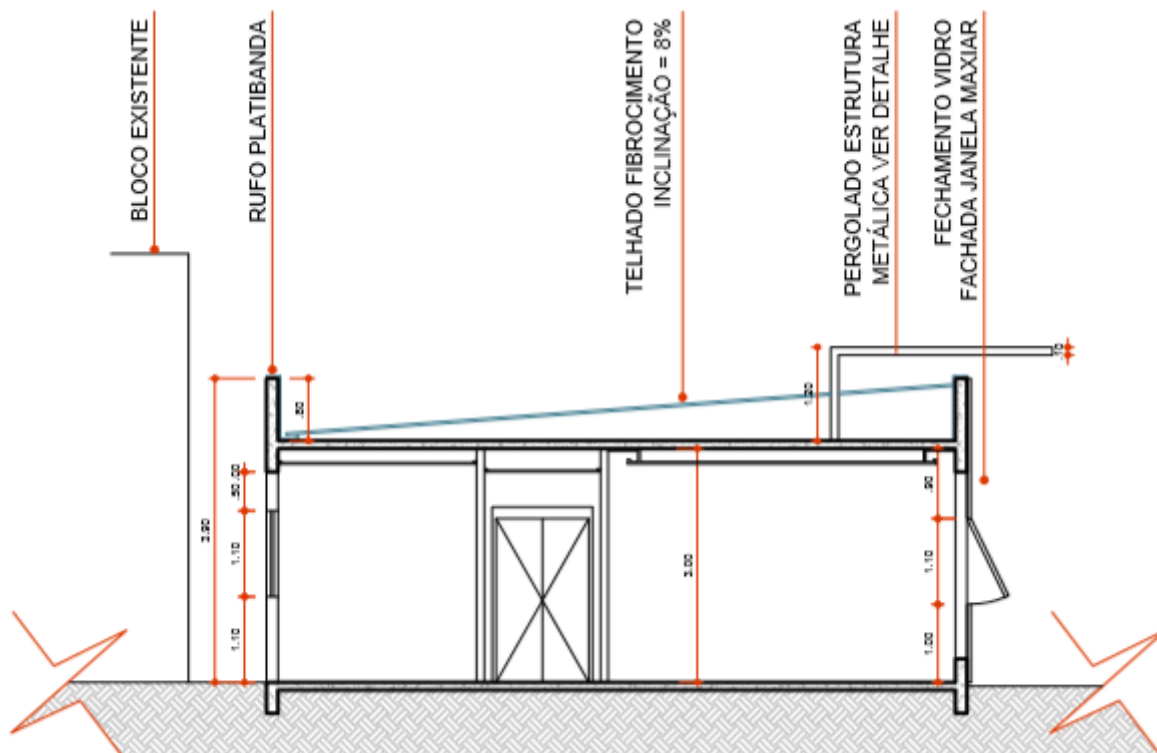 BLOCO EXISTENTE
RUFO PLATIBANDA
TELHADO FIBROCIMENTO
INCLINAÇÃO = 8%
PERGOLADO ESTRUTURA
METÁLICA VER DETALHE
FECHAMENTO VIDRO
FACHADA JANELA MAXIAR
.10
.80
1.20
3.90
.50
1.10
1.10
3.00
.90
1.10
1.00